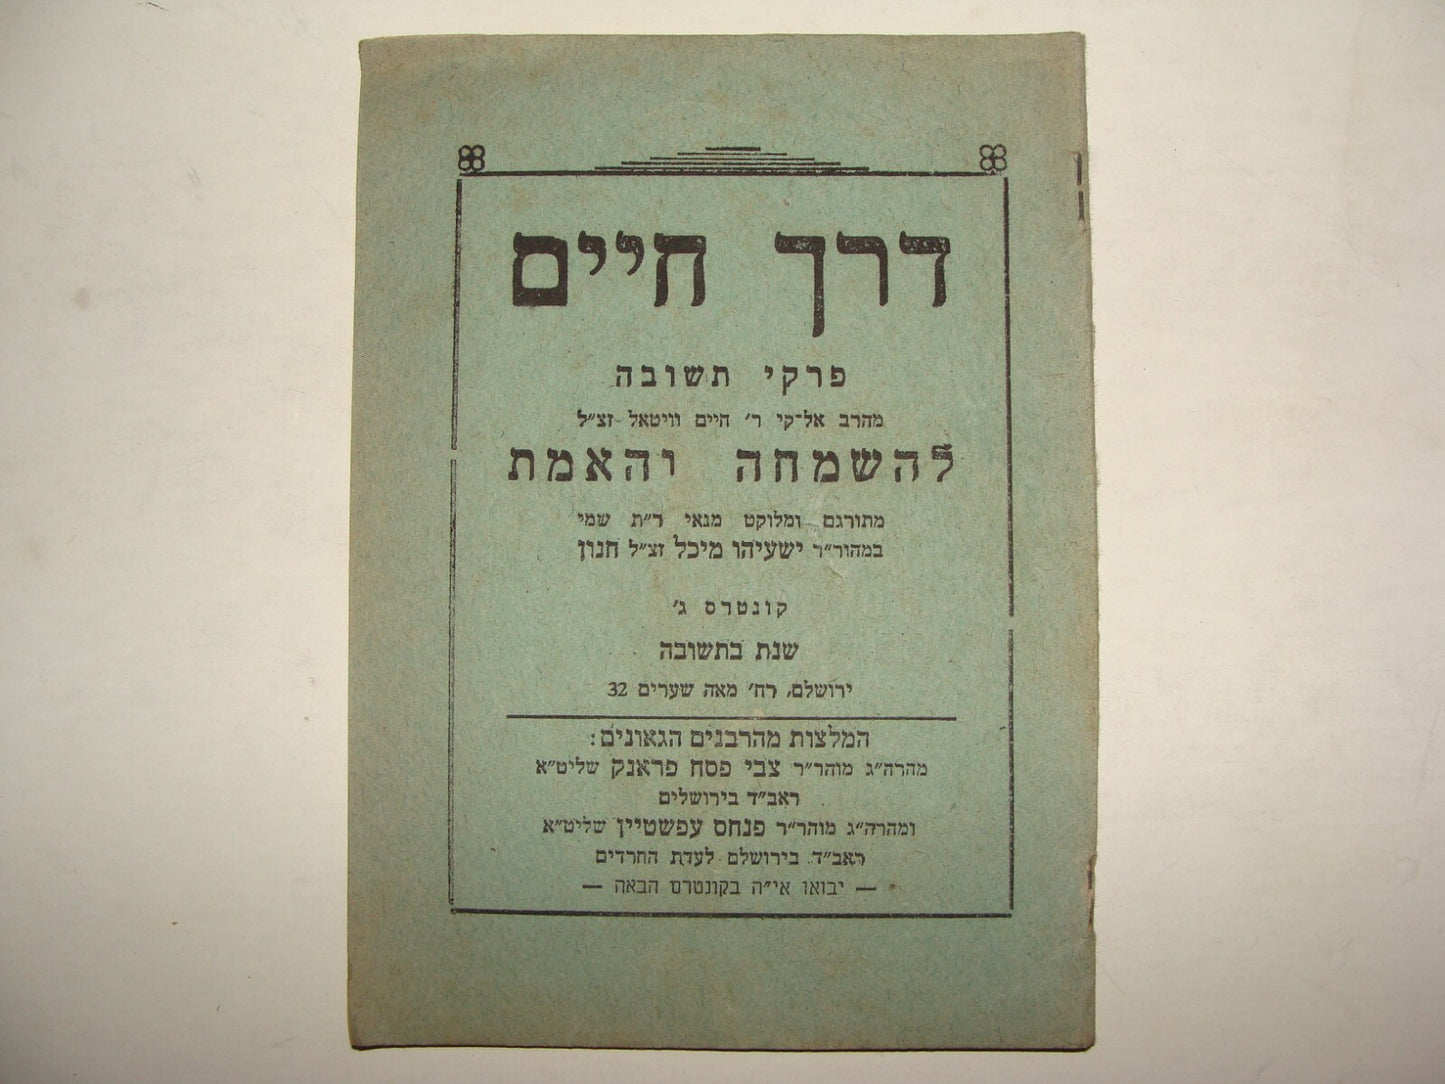 דרך חיים
פרקי תשובה
מהרב אל־קי ר׳ חיים וויטאל זצ״ל
להשמחה והאמת
מתורגם ומלוקט מנאי ד״ת שמי
במהור״ר ישעיהו מיכל זצ״ל חנון
קונטרס ג׳
שנת בתשובה
ירושלם, רח׳ מאה שערים 32
המלצות מהרבנים הגאונים:
מהרה״ג מוהר״ר צבי פסח פראנק שליט״א
ראב״ד בירושלים
ומהרה״ג מוהר״ר פנחס עפשטיין שליט״א
ראב״ד בירושלם לעדת החרדים
— יבואו אי״ה בקונטרס הבאה —